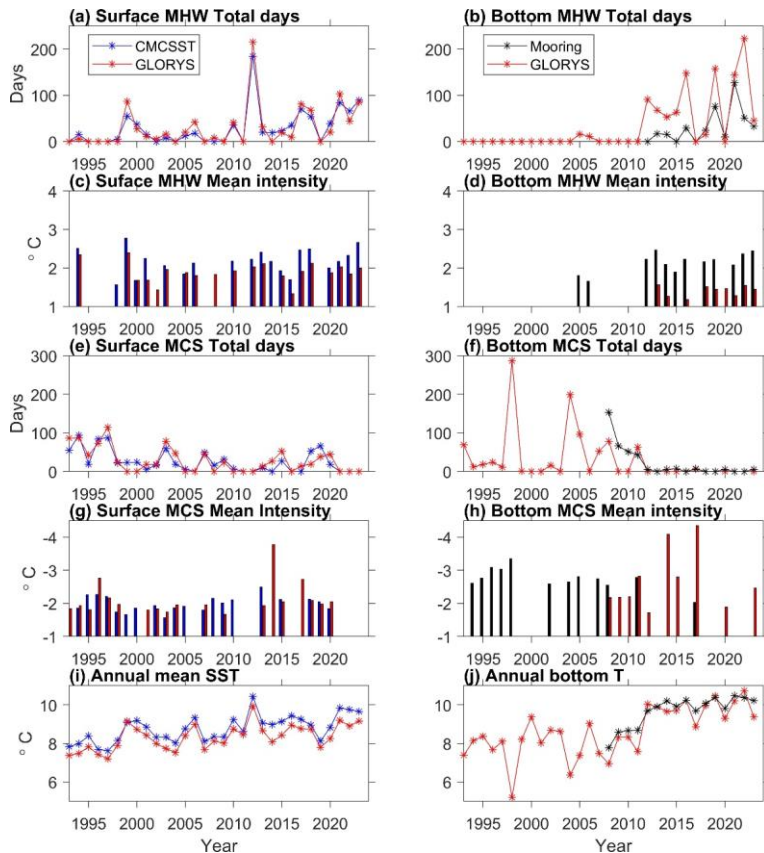 (a) Surface MHW Total days
(b) Bottom MHW Total days
200
100
0
Days
CMCSST
GLORYS
Mooring
GLORYS
200
100
0
1995 2000 2005 2010 2015 2020
1995 2000 2005 2010 2015 2020
(c) Suface MHW Mean intensity
(d) Bottom MHW Mean intensity
4
3
2
1
° C
4
3
2
1
1995 2000 2005 2010 2015 2020
1995 2000 2005 2010 2015 2020
(e) Surface MCS Total days
(f) Bottom MCS Total days
300
200
100
0
Days
300
200
100
0
1995 2000 2005 2010 2015 2020
1995 2000 2005 2010 2015 2020
(g) Surface MCS Mean Intensity
(h) Bottom MCS Mean intensity
-4
-3
-2
-1
° C
-4
-3
-2
-1
1995 2000 2005 2010 2015 2020
1995 2000 2005 2010 2015 2020
(i) Annual mean SST
(j) Annual bottom T
10
8
6
° C
10
8
6
1995 2000 2005 2010 2015 2020
1995 2000 2005 2010 2015 2020
Year
Year